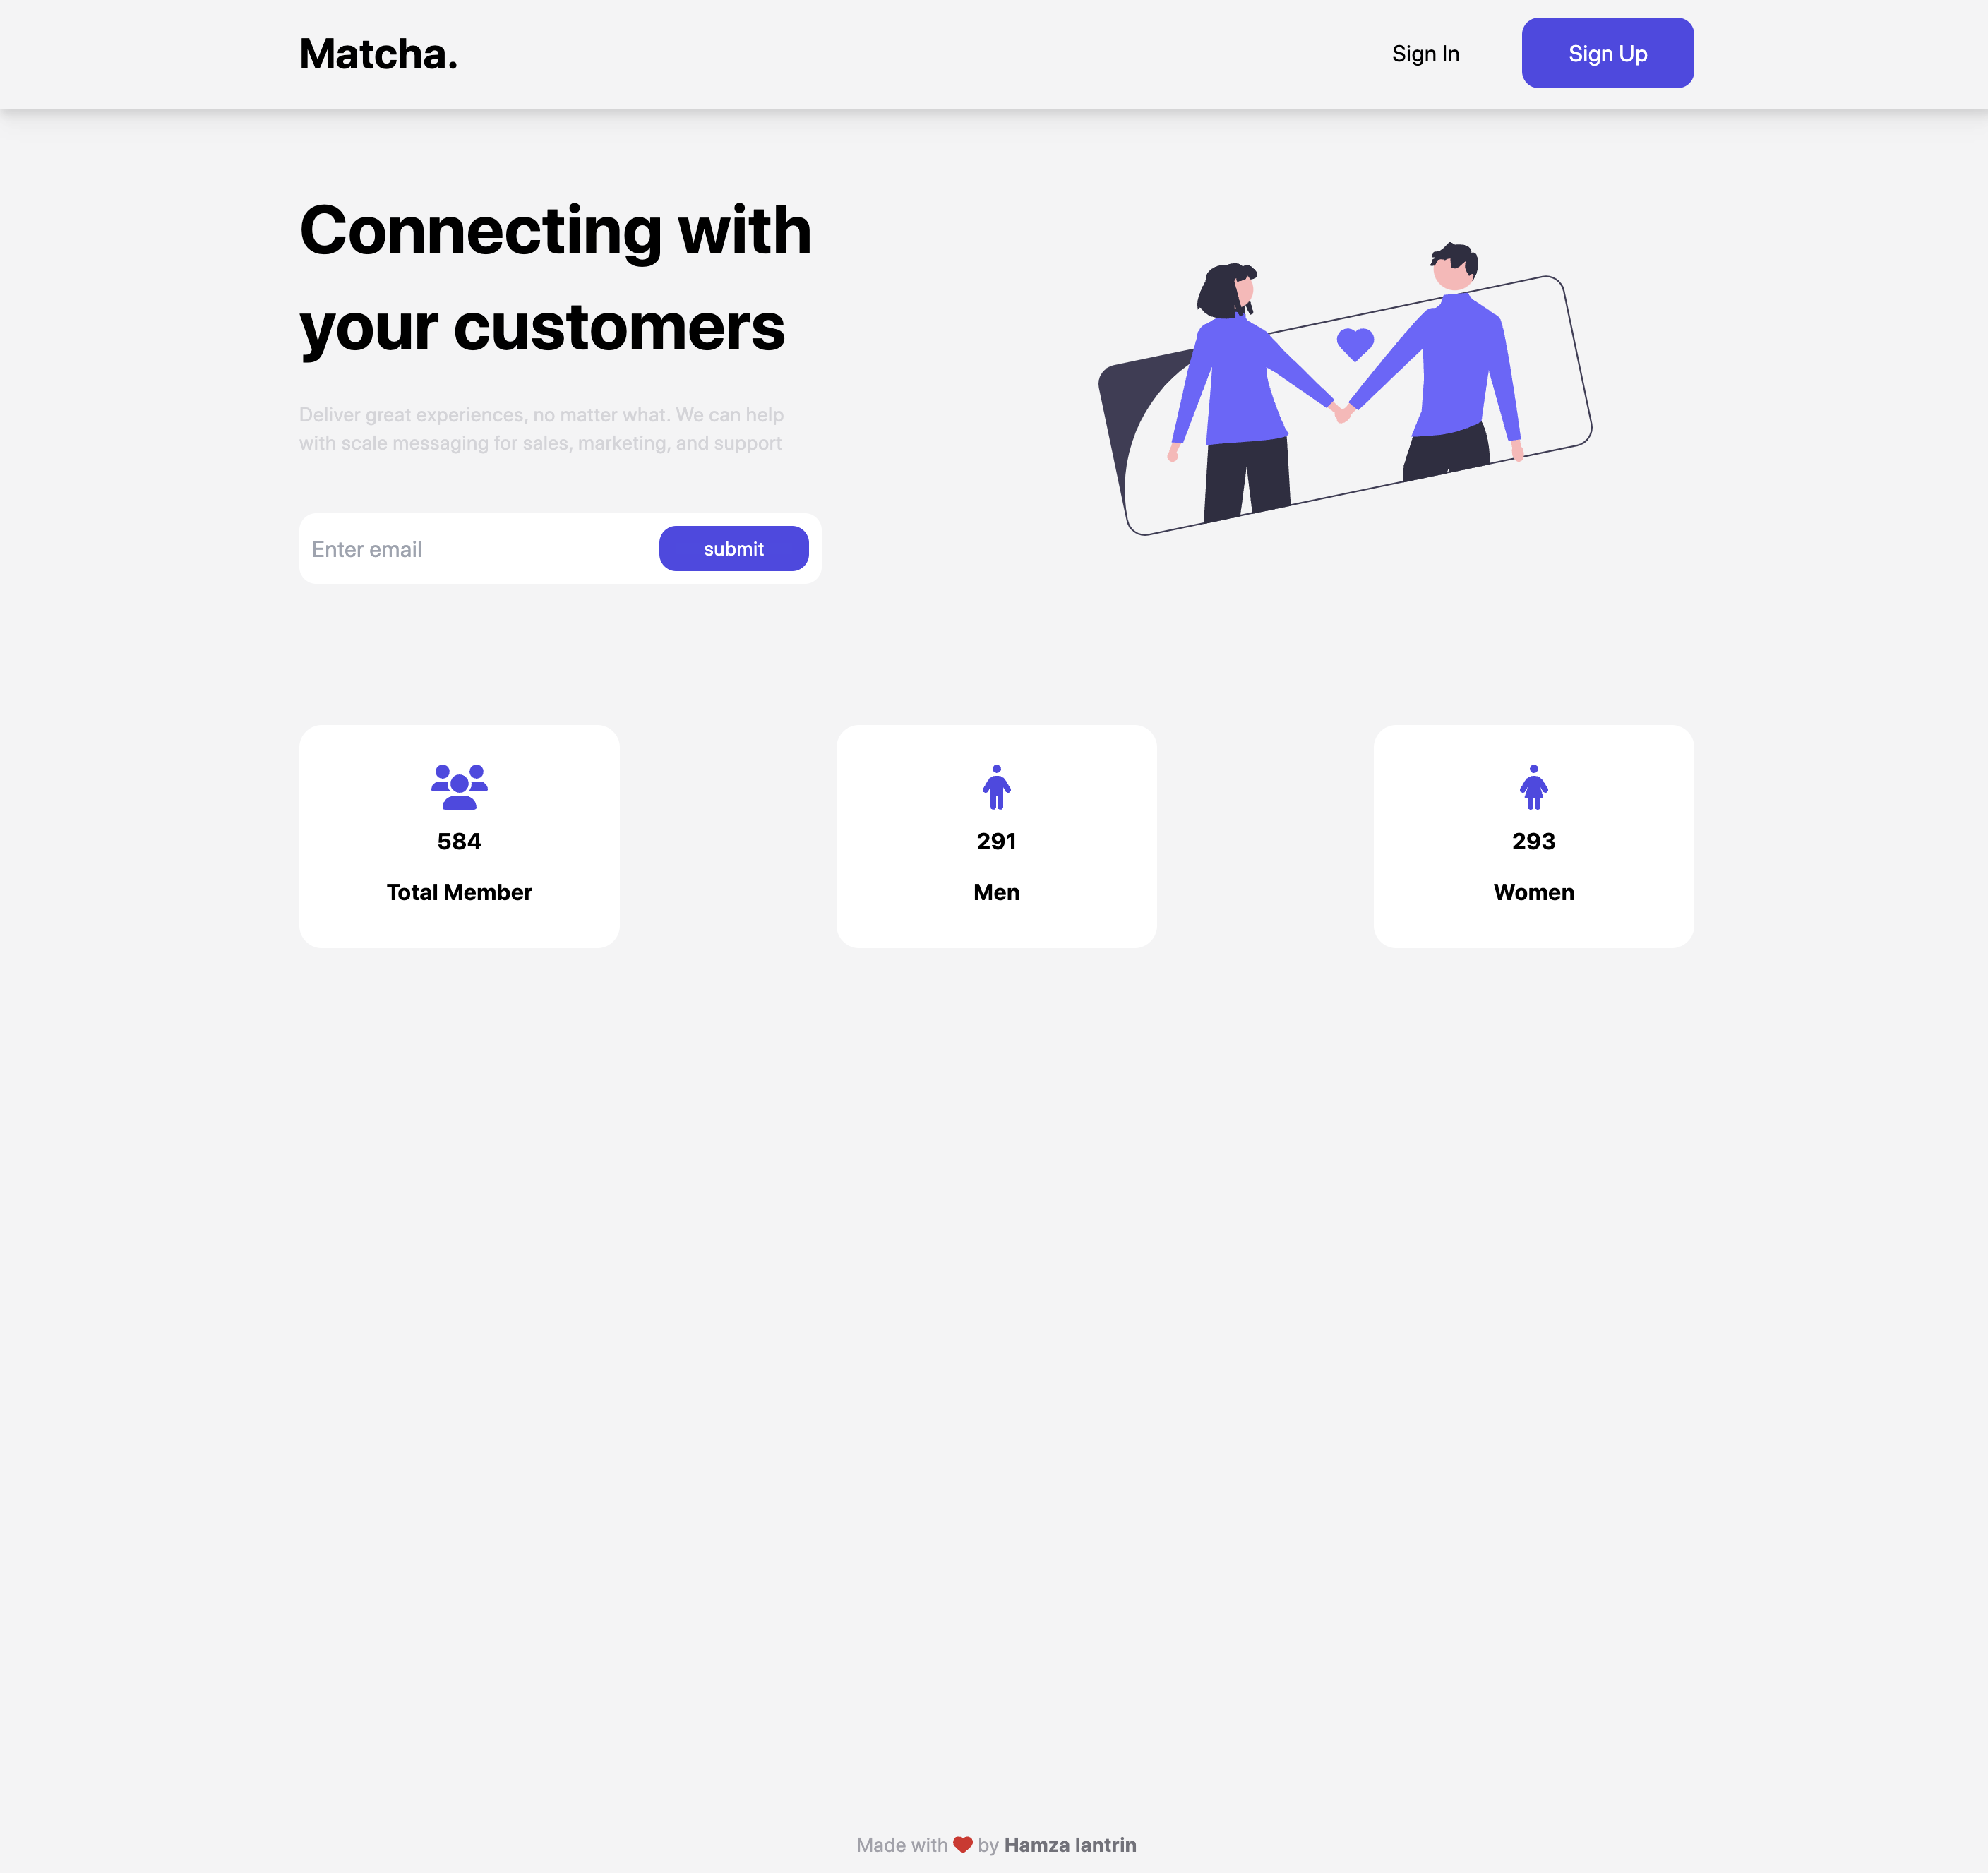 Matcha.
Sign In
Sign Up
Connecting with
your customers
Deliver great experiences, no matter what. We can help
with scale messaging for sales, marketing, and support
Enter email
submit
584
Total Member
291
Men
293
Women
Made with ❤️ by Hamza Iantrin